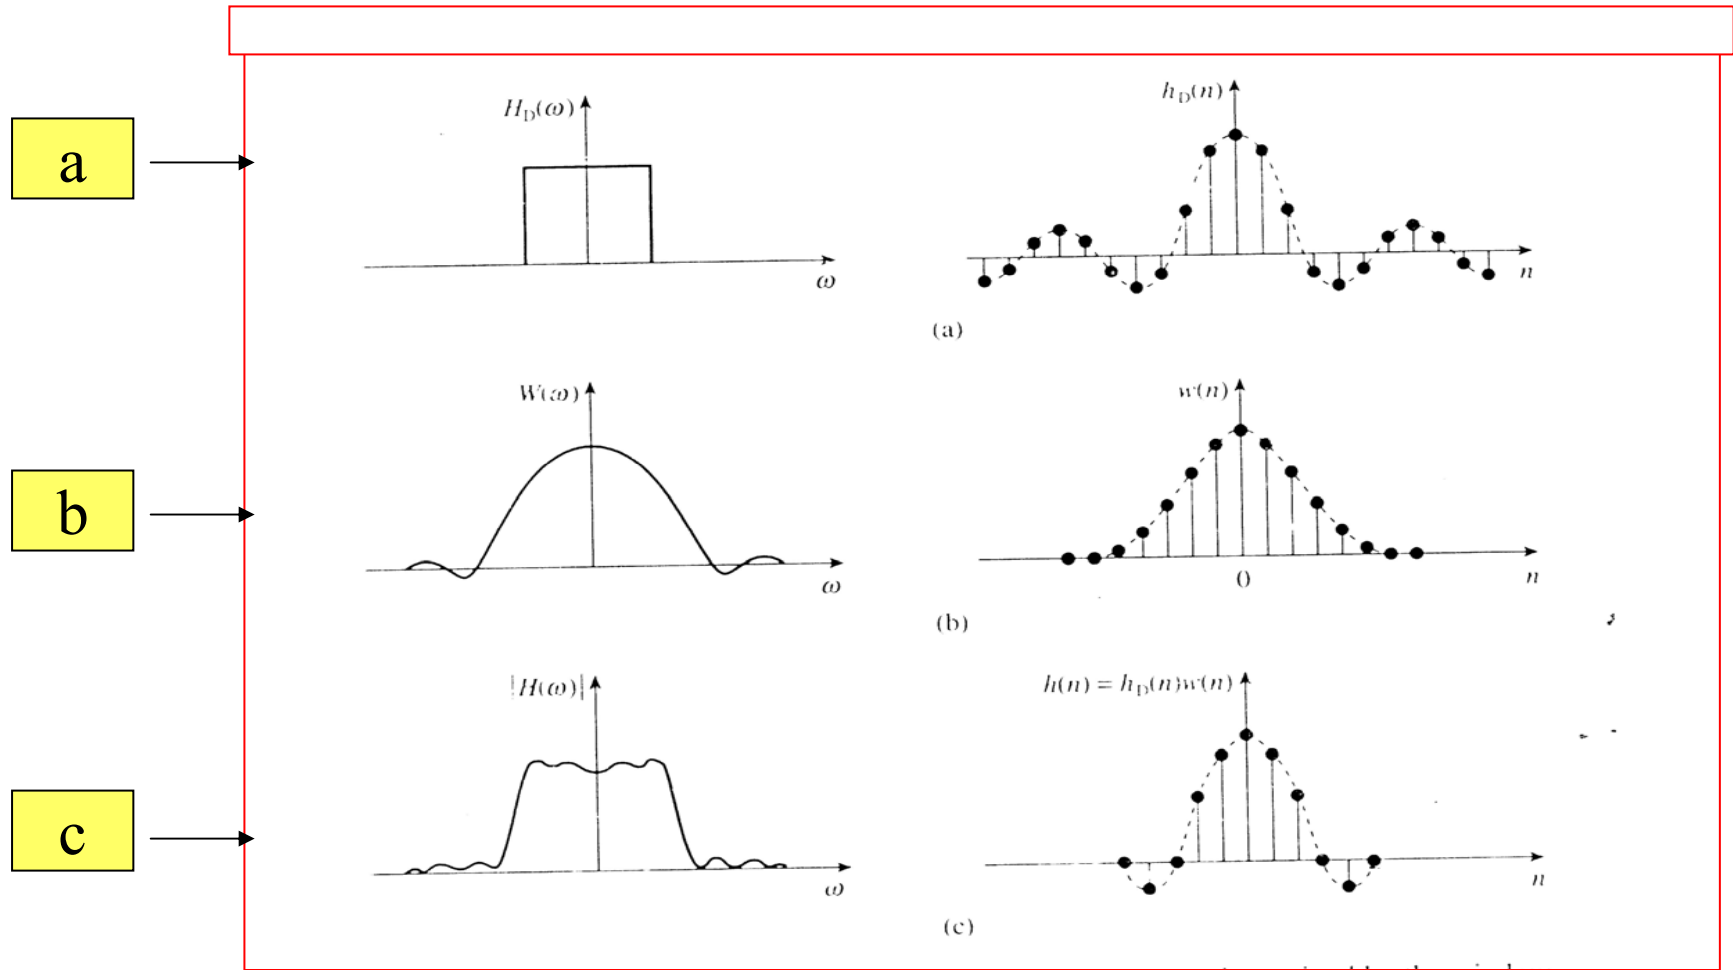 a
H_D(ω)
h_D(n)
ω
n
(a)
b
W(ω)
w(n)
ω
0
n
(b)
c
|H(ω)|
h(n) = h_D(n)w(n)
ω
n
(c)